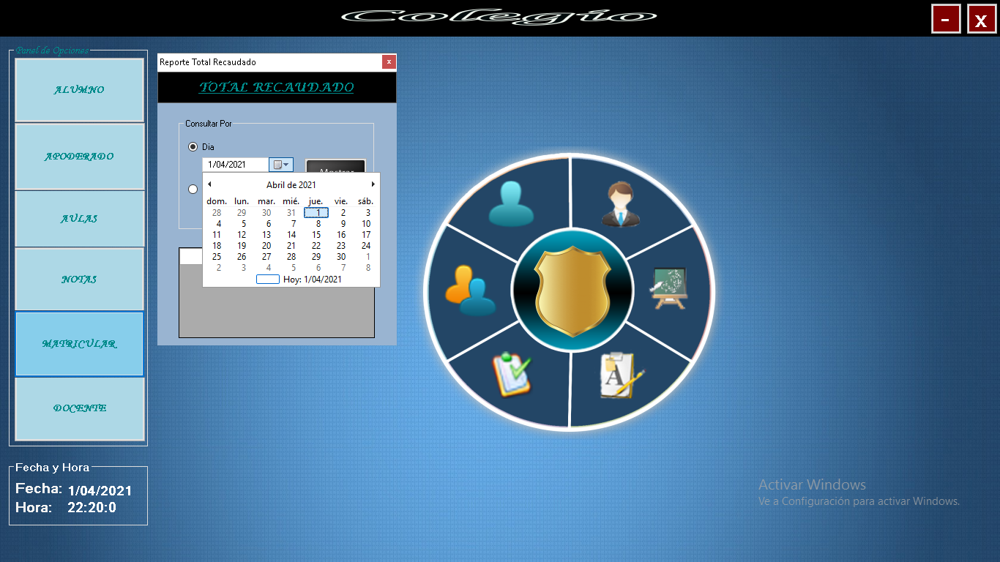 Colegio
-
x
Panel de Opciones
ALUMNO
APODERADO
AULAS
NOTAS
MATRICULAR
DOCENTE
Fecha y Hora
Fecha: 1/04/2021
Hora: 22:20:0
Reporte Total Recaudado
x
TOTAL RECAUDADO
Consultar Por
Dia
1/04/2021
Mostrar
Abril de 2021
dom. lun. mar. mié. jue. vie. sáb.
28 29 30 31 1 2 3
4 5 6 7 8 9 10
11 12 13 14 15 16 17
18 19 20 21 22 23 24
25 26 27 28 29 30 1
2 3 4 5 6 7 8
Hoy: 1/04/2021
A
Activar Windows
Ve a Configuración para activar Windows.